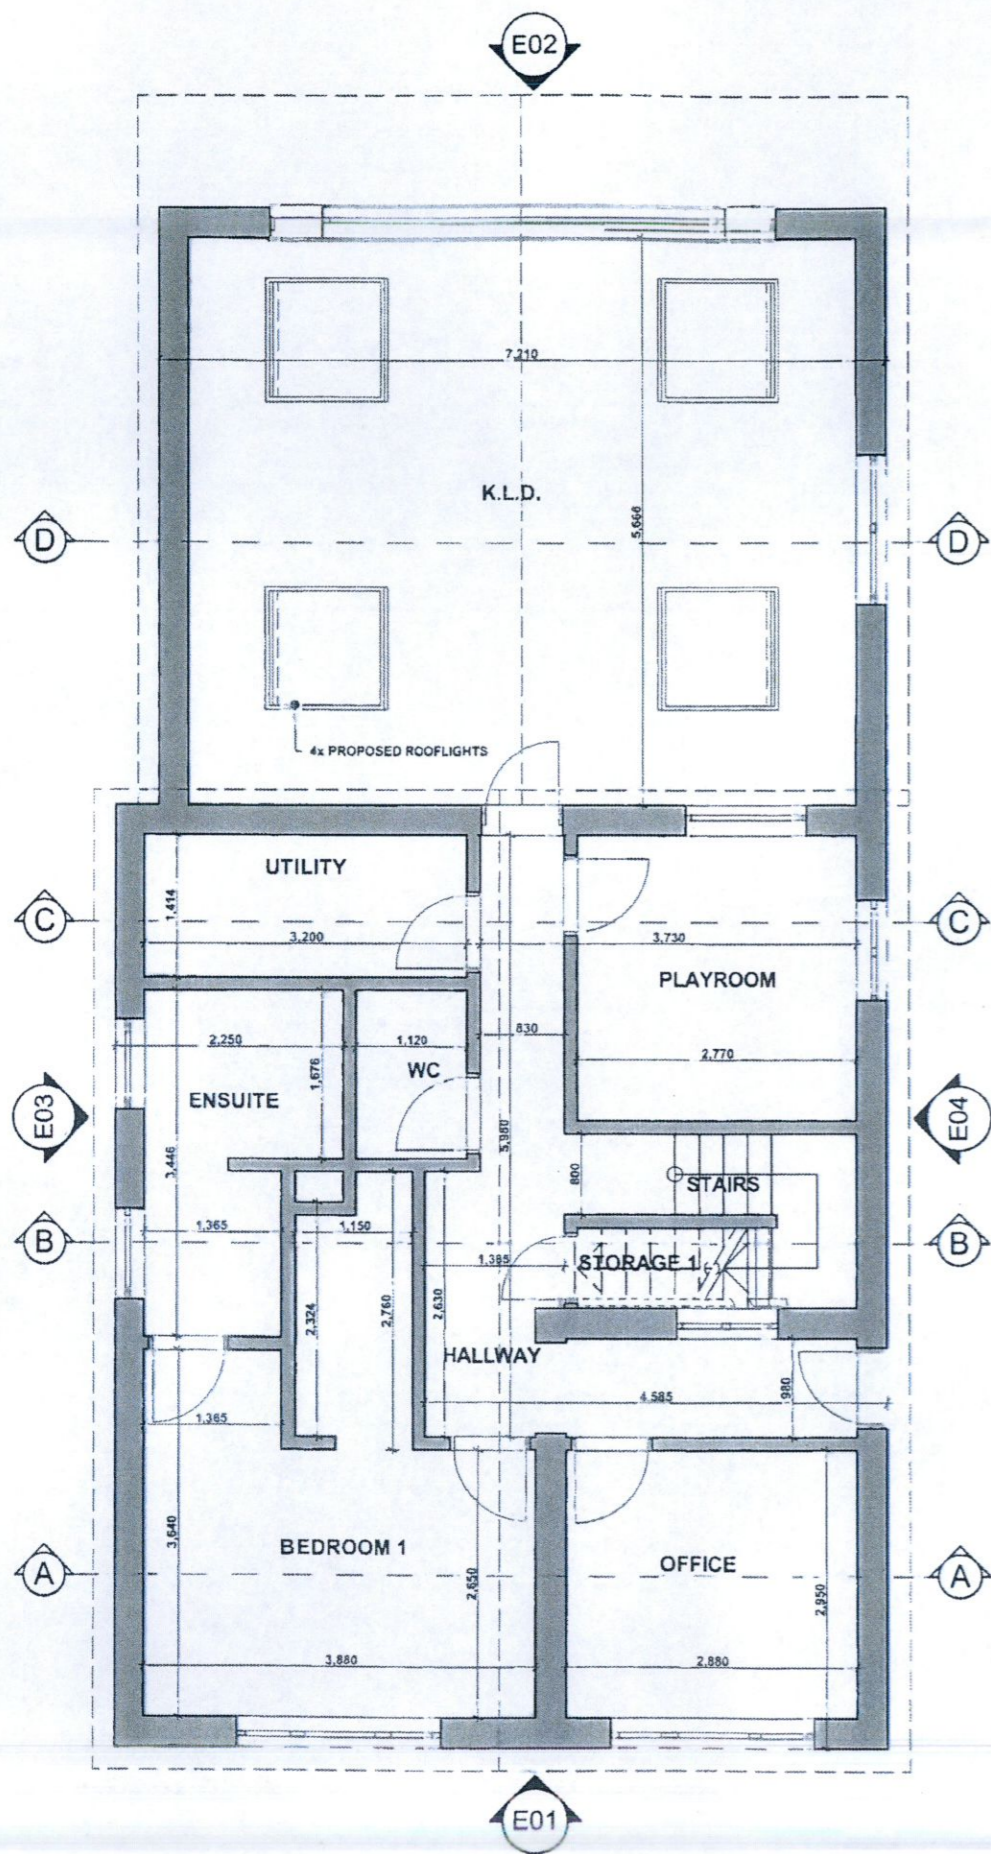 E02
7,210
K.L.D.
5,666
D
D
4x PROPOSED ROOFLIGHTS
UTILITY
1,414
C
C
3,200
3,730
PLAYROOM
830
2,250
1,120
1,676
WC
2,770
ENSUITE
E03
E04
3,446
5,980
800
STAIRS
1,365
1,150
B
B
1,385
STORAGE 1
2,324
2,760
2,630
HALLWAY
4,585
980
1,365
3,640
BEDROOM 1
OFFICE
A
A
2,650
2,950
3,880
2,880
E01